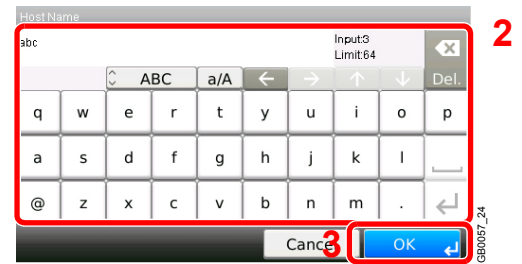 Host Name
2
abc
Input:3
Limit:64
ABC a/A ← → ↑ ↓ Del.
q w e r t y u i o p
a s d f g h j k l
@ z x c v b n m .
Cance 3 OK
GB0057_24